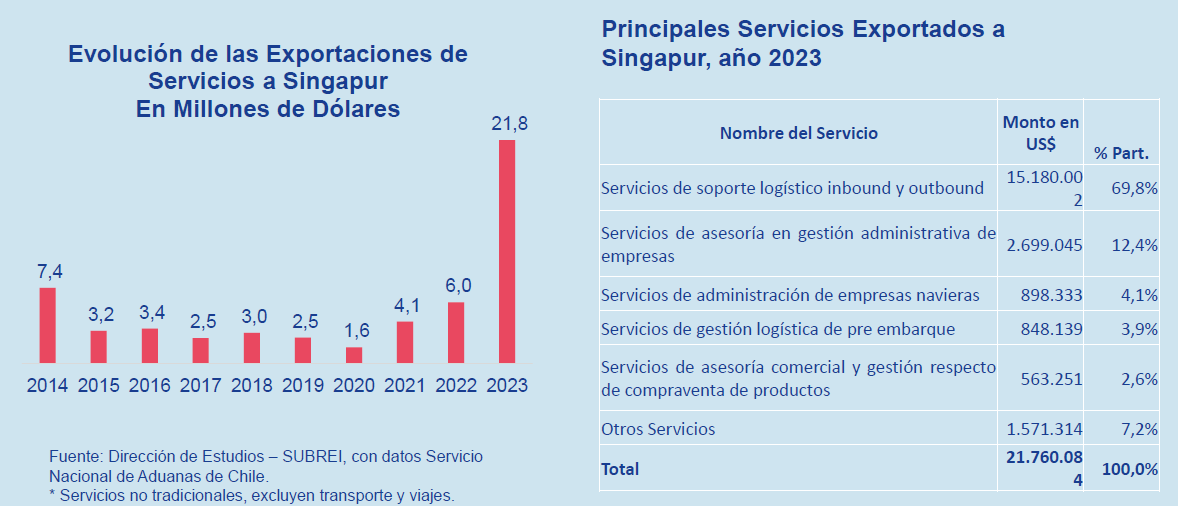 Evolución de las Exportaciones de
Servicios a Singapur
En Millones de Dólares
21,8
7,4
3,2
3,4
2,5
3,0
2,5
1,6
4,1
6,0
2014 2015 2016 2017 2018 2019 2020 2021 2022 2023
Fuente: Dirección de Estudios – SUBREI, con datos Servicio
Nacional de Aduanas de Chile.
* Servicios no tradicionales, excluyen transporte y viajes.
Principales Servicios Exportados a
Singapur, año 2023
Nombre del Servicio
Monto en
US$
% Part.
Servicios de soporte logístico inbound y outbound
15.180.00
2
69,8%
Servicios de asesoría en gestión administrativa de
empresas
2.699.045
12,4%
Servicios de administración de empresas navieras
898.333
4,1%
Servicios de gestión logística de pre embarque
848.139
3,9%
Servicios de asesoría comercial y gestión respecto
de compraventa de productos
563.251
2,6%
Otros Servicios
1.571.314
7,2%
Total
21.760.08
4
100,0%